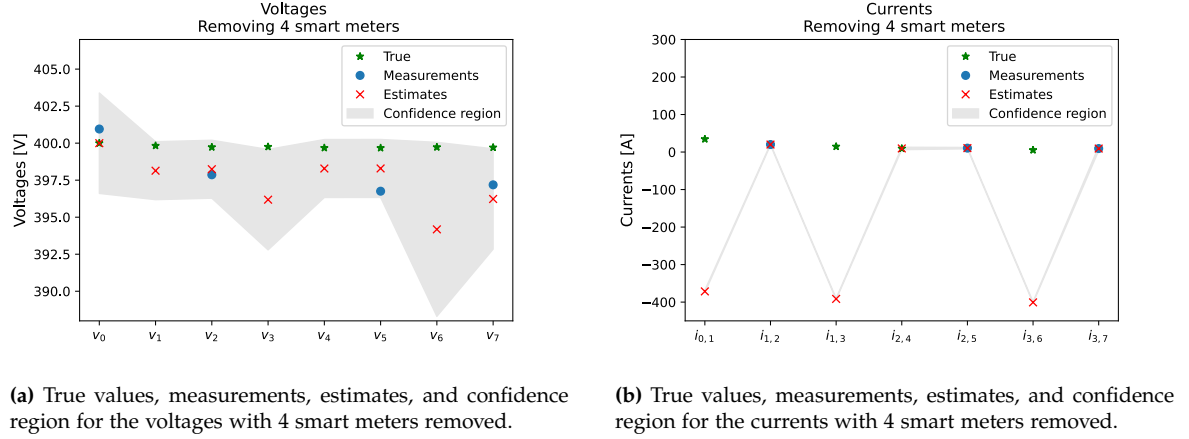 Voltages
Removing 4 smart meters
True
Measurements
Estimates
Confidence region
Voltages [V]
405.0
402.5
400.0
397.5
395.0
392.5
390.0
v0 v1 v2 v3 v4 v5 v6 v7
(a) True values, measurements, estimates, and confidence
region for the voltages with 4 smart meters removed.
Currents
Removing 4 smart meters
True
Measurements
Estimates
Confidence region
Currents [A]
300
200
100
0
−100
−200
−300
−400
i0,1 i1,2 i1,3 i2,4 i2,5 i3,6 i3,7
(b) True values, measurements, estimates, and confidence
region for the currents with 4 smart meters removed.